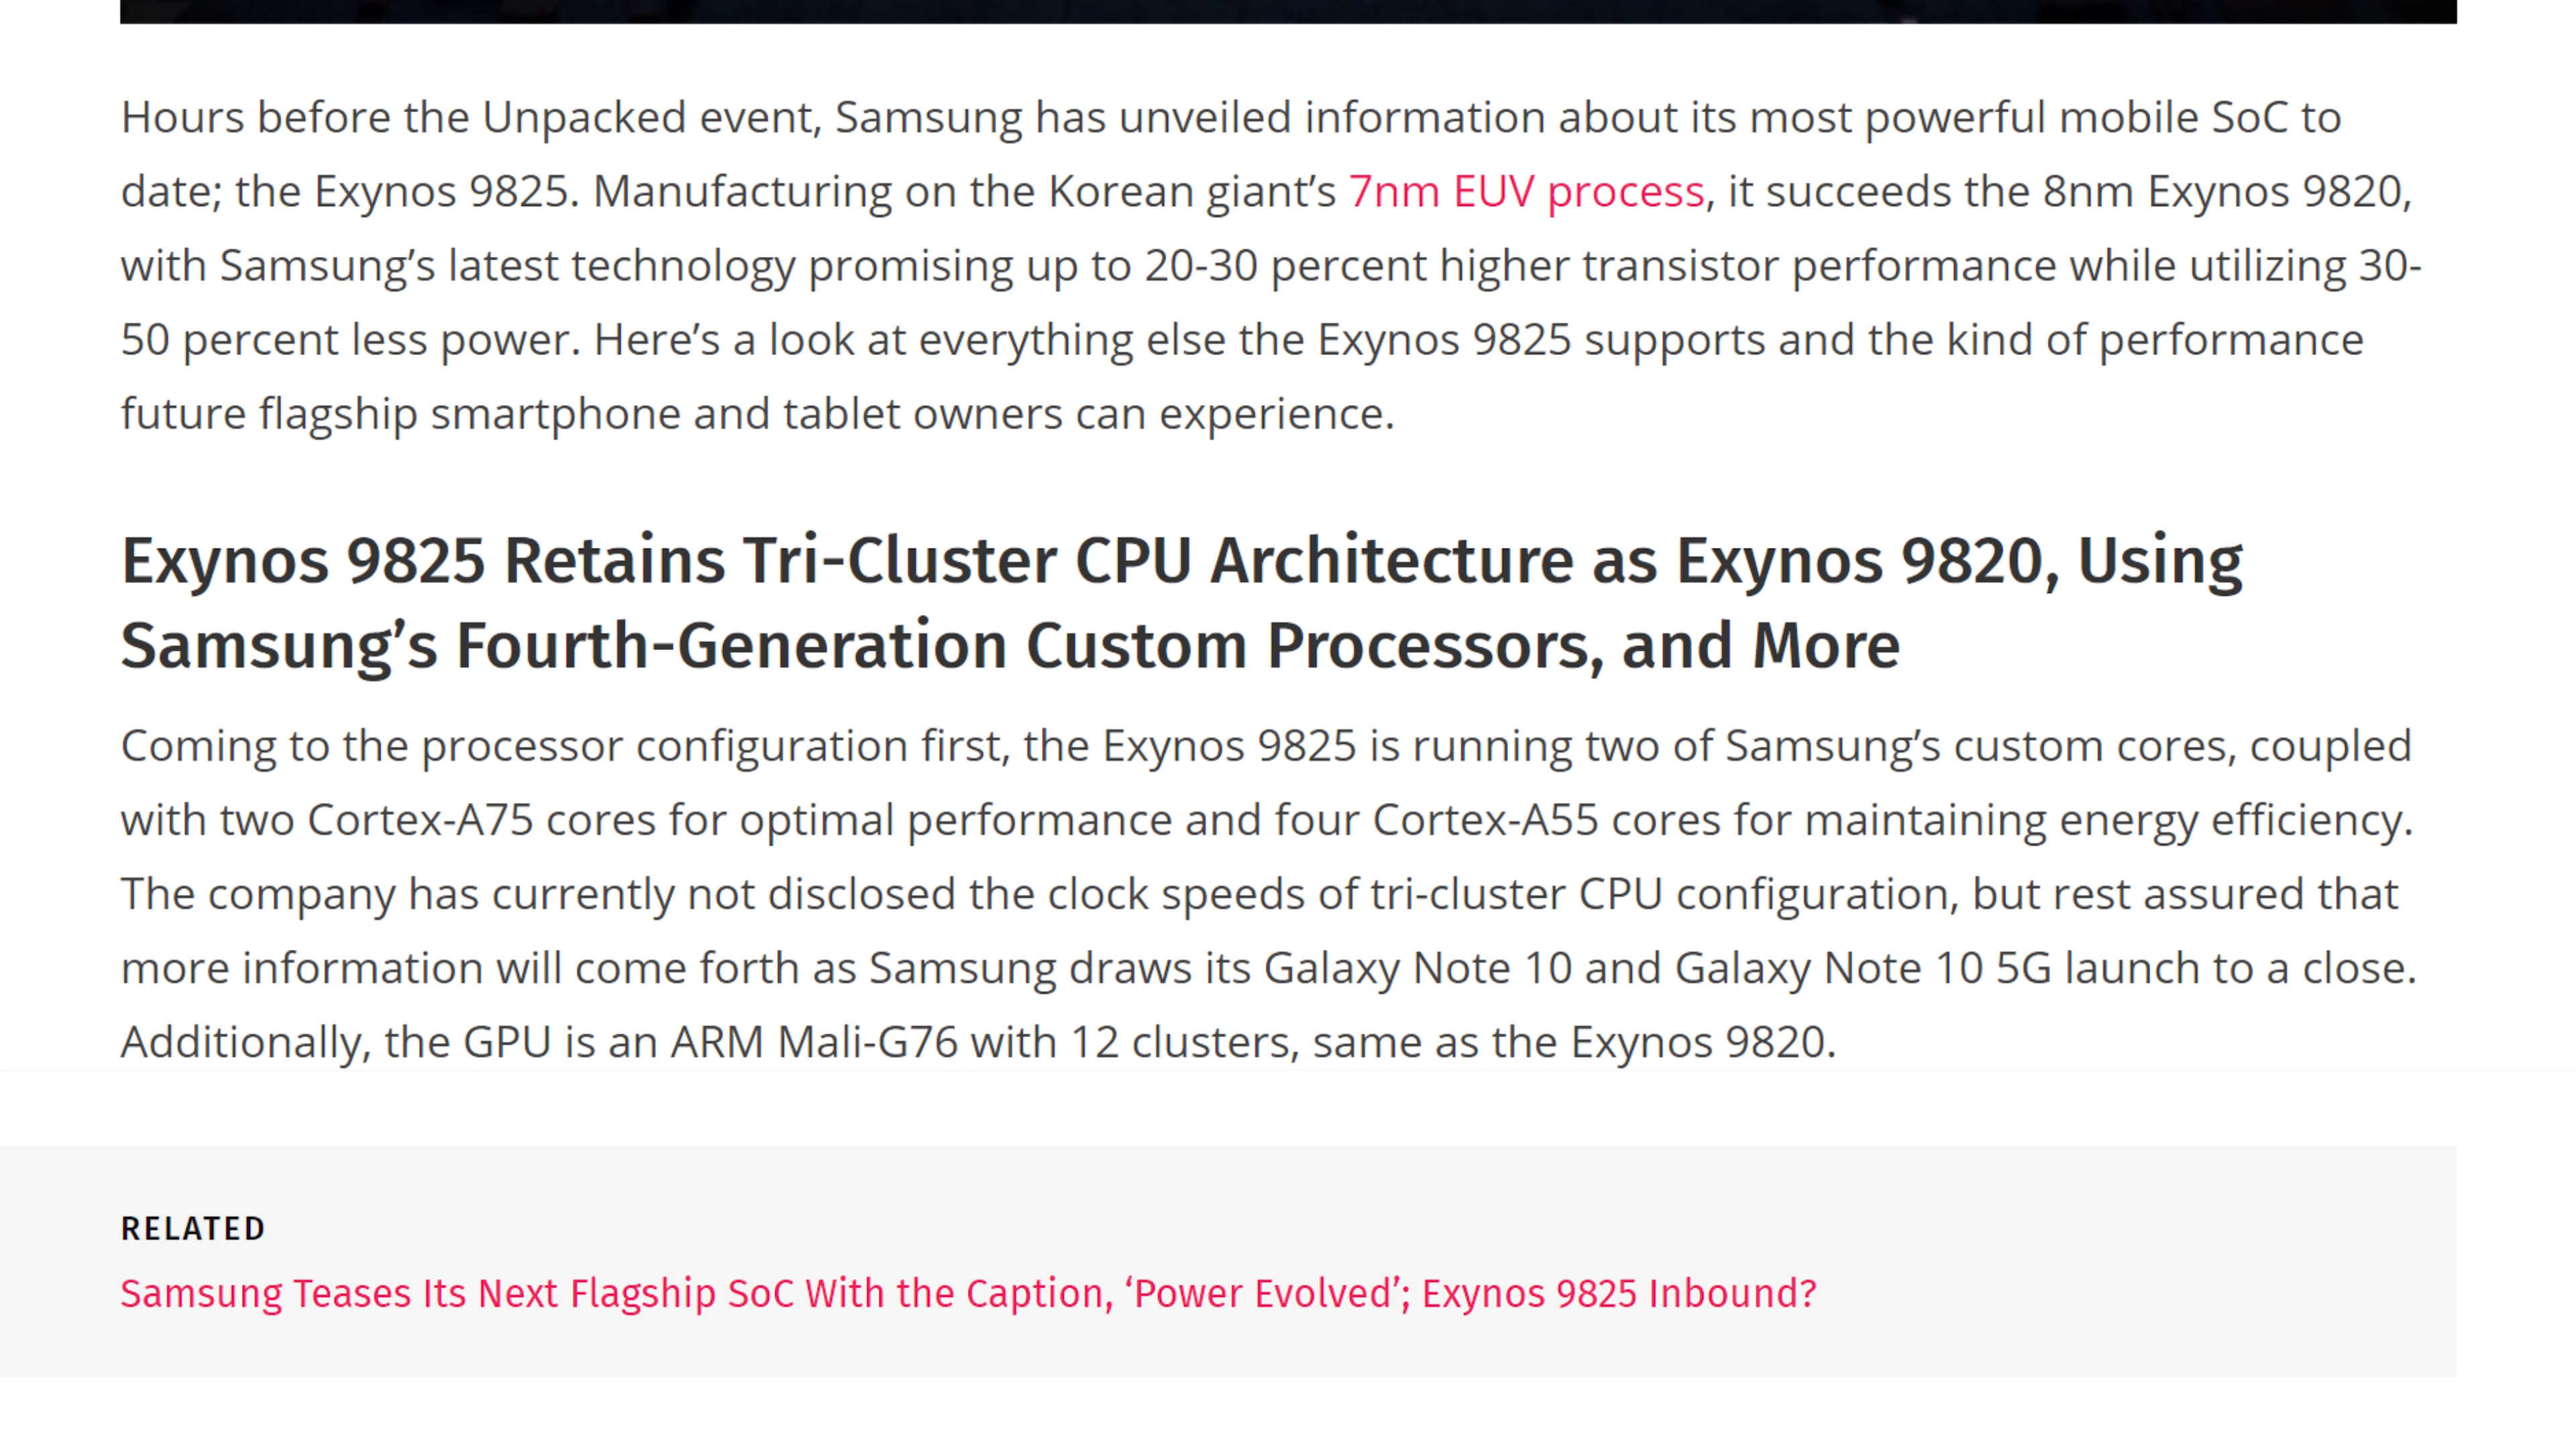 Hours before the Unpacked event, Samsung has unveiled information about its most powerful mobile SoC to
date; the Exynos 9825. Manufacturing on the Korean giant’s 7nm EUV process, it succeeds the 8nm Exynos 9820,
with Samsung’s latest technology promising up to 20-30 percent higher transistor performance while utilizing 30-
50 percent less power. Here’s a look at everything else the Exynos 9825 supports and the kind of performance
future flagship smartphone and tablet owners can experience.
Exynos 9825 Retains Tri-Cluster CPU Architecture as Exynos 9820, Using
Samsung’s Fourth-Generation Custom Processors, and More
Coming to the processor configuration first, the Exynos 9825 is running two of Samsung’s custom cores, coupled
with two Cortex-A75 cores for optimal performance and four Cortex-A55 cores for maintaining energy efficiency.
The company has currently not disclosed the clock speeds of tri-cluster CPU configuration, but rest assured that
more information will come forth as Samsung draws its Galaxy Note 10 and Galaxy Note 10 5G launch to a close.
Additionally, the GPU is an ARM Mali-G76 with 12 clusters, same as the Exynos 9820.
RELATED
Samsung Teases Its Next Flagship SoC With the Caption, ‘Power Evolved’; Exynos 9825 Inbound?